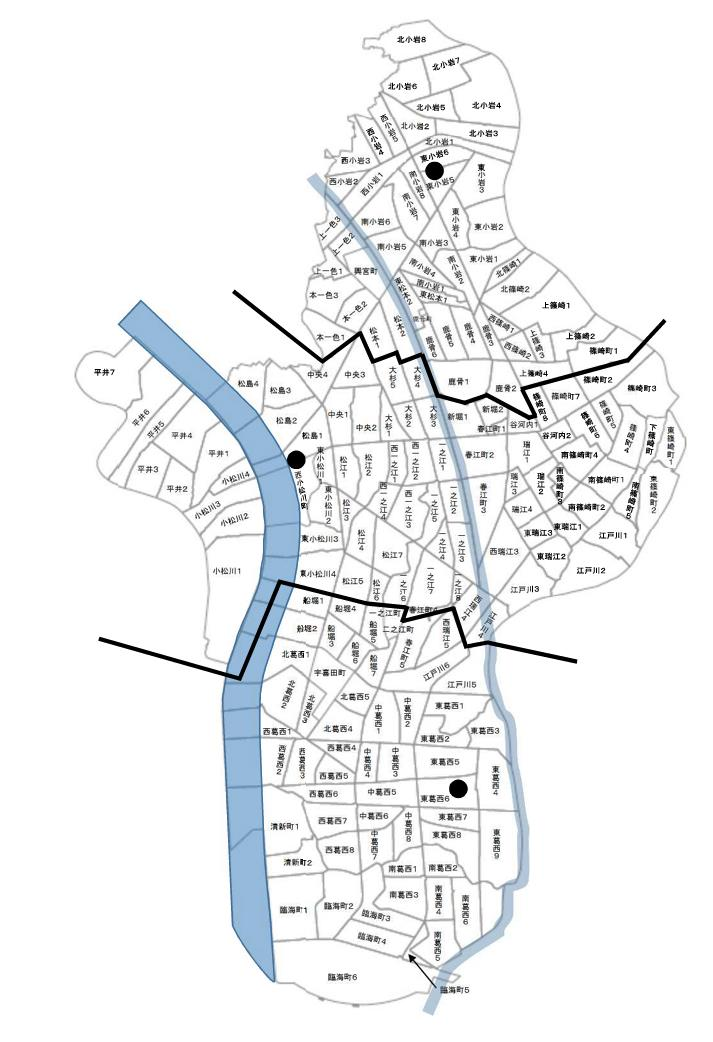 北小岩8
北小岩7
北小岩6
北小岩5
北小岩4
西小岩5
西小岩4
北小岩2
北小岩3
北小岩1
東小岩6
西小岩3
東小岩5
東小岩3
西小岩2
西小岩1
南小岩8
南小岩7
東小岩4
上一色3
南小岩6
東小岩2
上一色2
南小岩5
南小岩3
上一色1
興宮町
南小岩4
南小岩2
東小岩1
北篠崎1
南小岩1
東松本2
東松本1
北篠崎2
本一色3
本一色2
上篠崎1
松本2
松本1
本一色1
鹿骨6
鹿骨5
鹿骨4
鹿骨3
西篠崎1
西篠崎2
上篠崎3
上篠崎2
篠崎町1
平井7
松島4
松島3
中央4
中央3
大杉5
大杉4
鹿骨1
鹿骨2
上篠崎4
篠崎町2
篠崎町3
篠崎町8
篠崎町7
平井6
平井5
平井4
松島2
松島1
中央1
中央2
大杉1
大杉2
大杉3
新堀1
新堀2
春江町1
谷河内1
谷河内2
篠崎町6
篠崎町5
篠崎町4
下篠崎町
東篠崎1
平井3
平井2
平井1
小松川4
西小松川町
東小松川1
松江1
松江2
西一之江1
西一之江2
一之江1
春江町2
瑞江1
南篠崎町4
小松川3
小松川2
東小松川2
松江3
西一之江4
西一之江3
一之江5
一之江2
春江町3
瑞江3
瑞江2
南篠崎町3
南篠崎町1
南篠崎町5
東篠崎町2
瑞江4
南篠崎町2
東小松川3
松江4
松江7
一之江4
一之江3
西瑞江3
東瑞江3
東瑞江1
東瑞江2
江戸川1
江戸川2
小松川1
東小松川4
松江5
松江6
一之江6
一之江7
一之江8
江戸川3
西瑞江4
江戸川4
船堀1
船堀4
一之江町
春江町4
船堀2
船堀3
船堀5
二之江町
西瑞江5
船堀6
船堀7
春江町5
北葛西1
宇喜田町
江戸川6
江戸川5
北葛西2
北葛西3
北葛西5
中葛西1
中葛西2
東葛西1
西葛西1
北葛西4
東葛西2
東葛西3
西葛西2
西葛西3
西葛西4
中葛西4
中葛西3
東葛西5
東葛西4
西葛西5
西葛西6
中葛西5
東葛西6
清新町1
西葛西7
中葛西6
中葛西8
東葛西7
東葛西8
東葛西9
西葛西8
中葛西7
清新町2
南葛西1
南葛西2
南葛西3
南葛西4
南葛西6
臨海町1
臨海町2
臨海町3
臨海町4
南葛西5
臨海町6
臨海町5